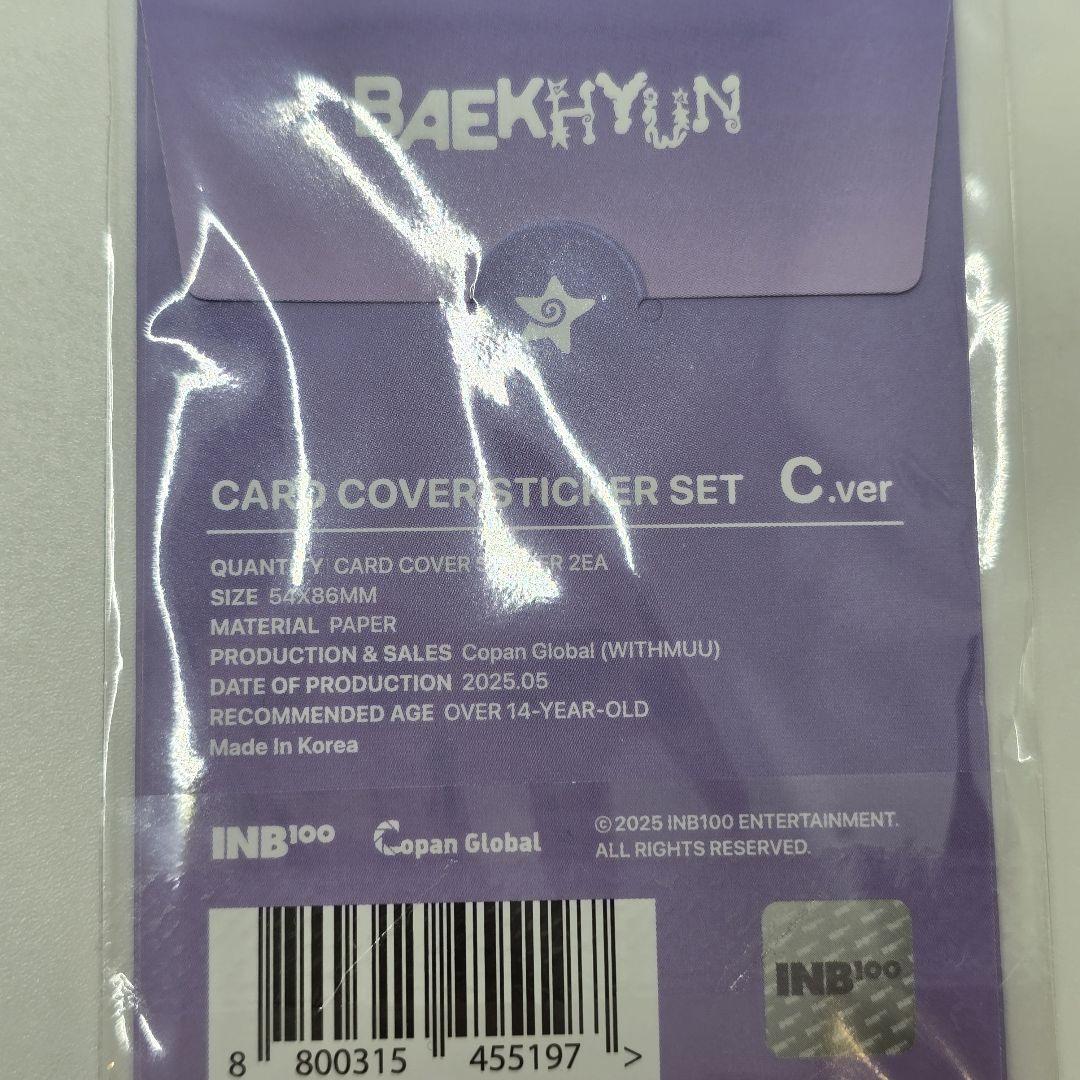 BAEKHYUN
CARD COVER STICKER SET C.ver
QUANTITY CARD COVER STICKER 2EA
SIZE 54X86MM
MATERIAL PAPER
PRODUCTION & SALES Copan Global (WITHMUU)
DATE OF PRODUCTION 2025.05
RECOMMENDED AGE OVER 14-YEAR-OLD
Made In Korea
INB100 Copan Global
©2025 INB100 ENTERTAINMENT.
ALL RIGHTS RESERVED.
INB100
8 800315 455197 >